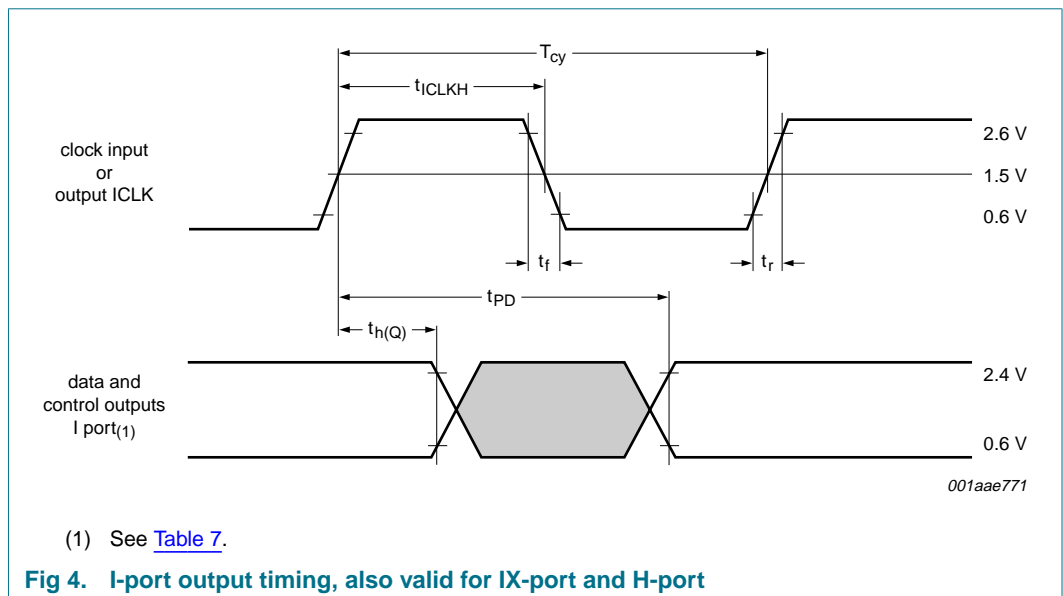 Tcy
tICLKH
clock input
or
output ICLK
2.6 V
1.5 V
0.6 V
tf
tr
tPD
th(Q)
data and
control outputs
I port(1)
2.4 V
0.6 V
001aae771
(1) See Table 7.
Fig 4. I-port output timing, also valid for IX-port and H-port